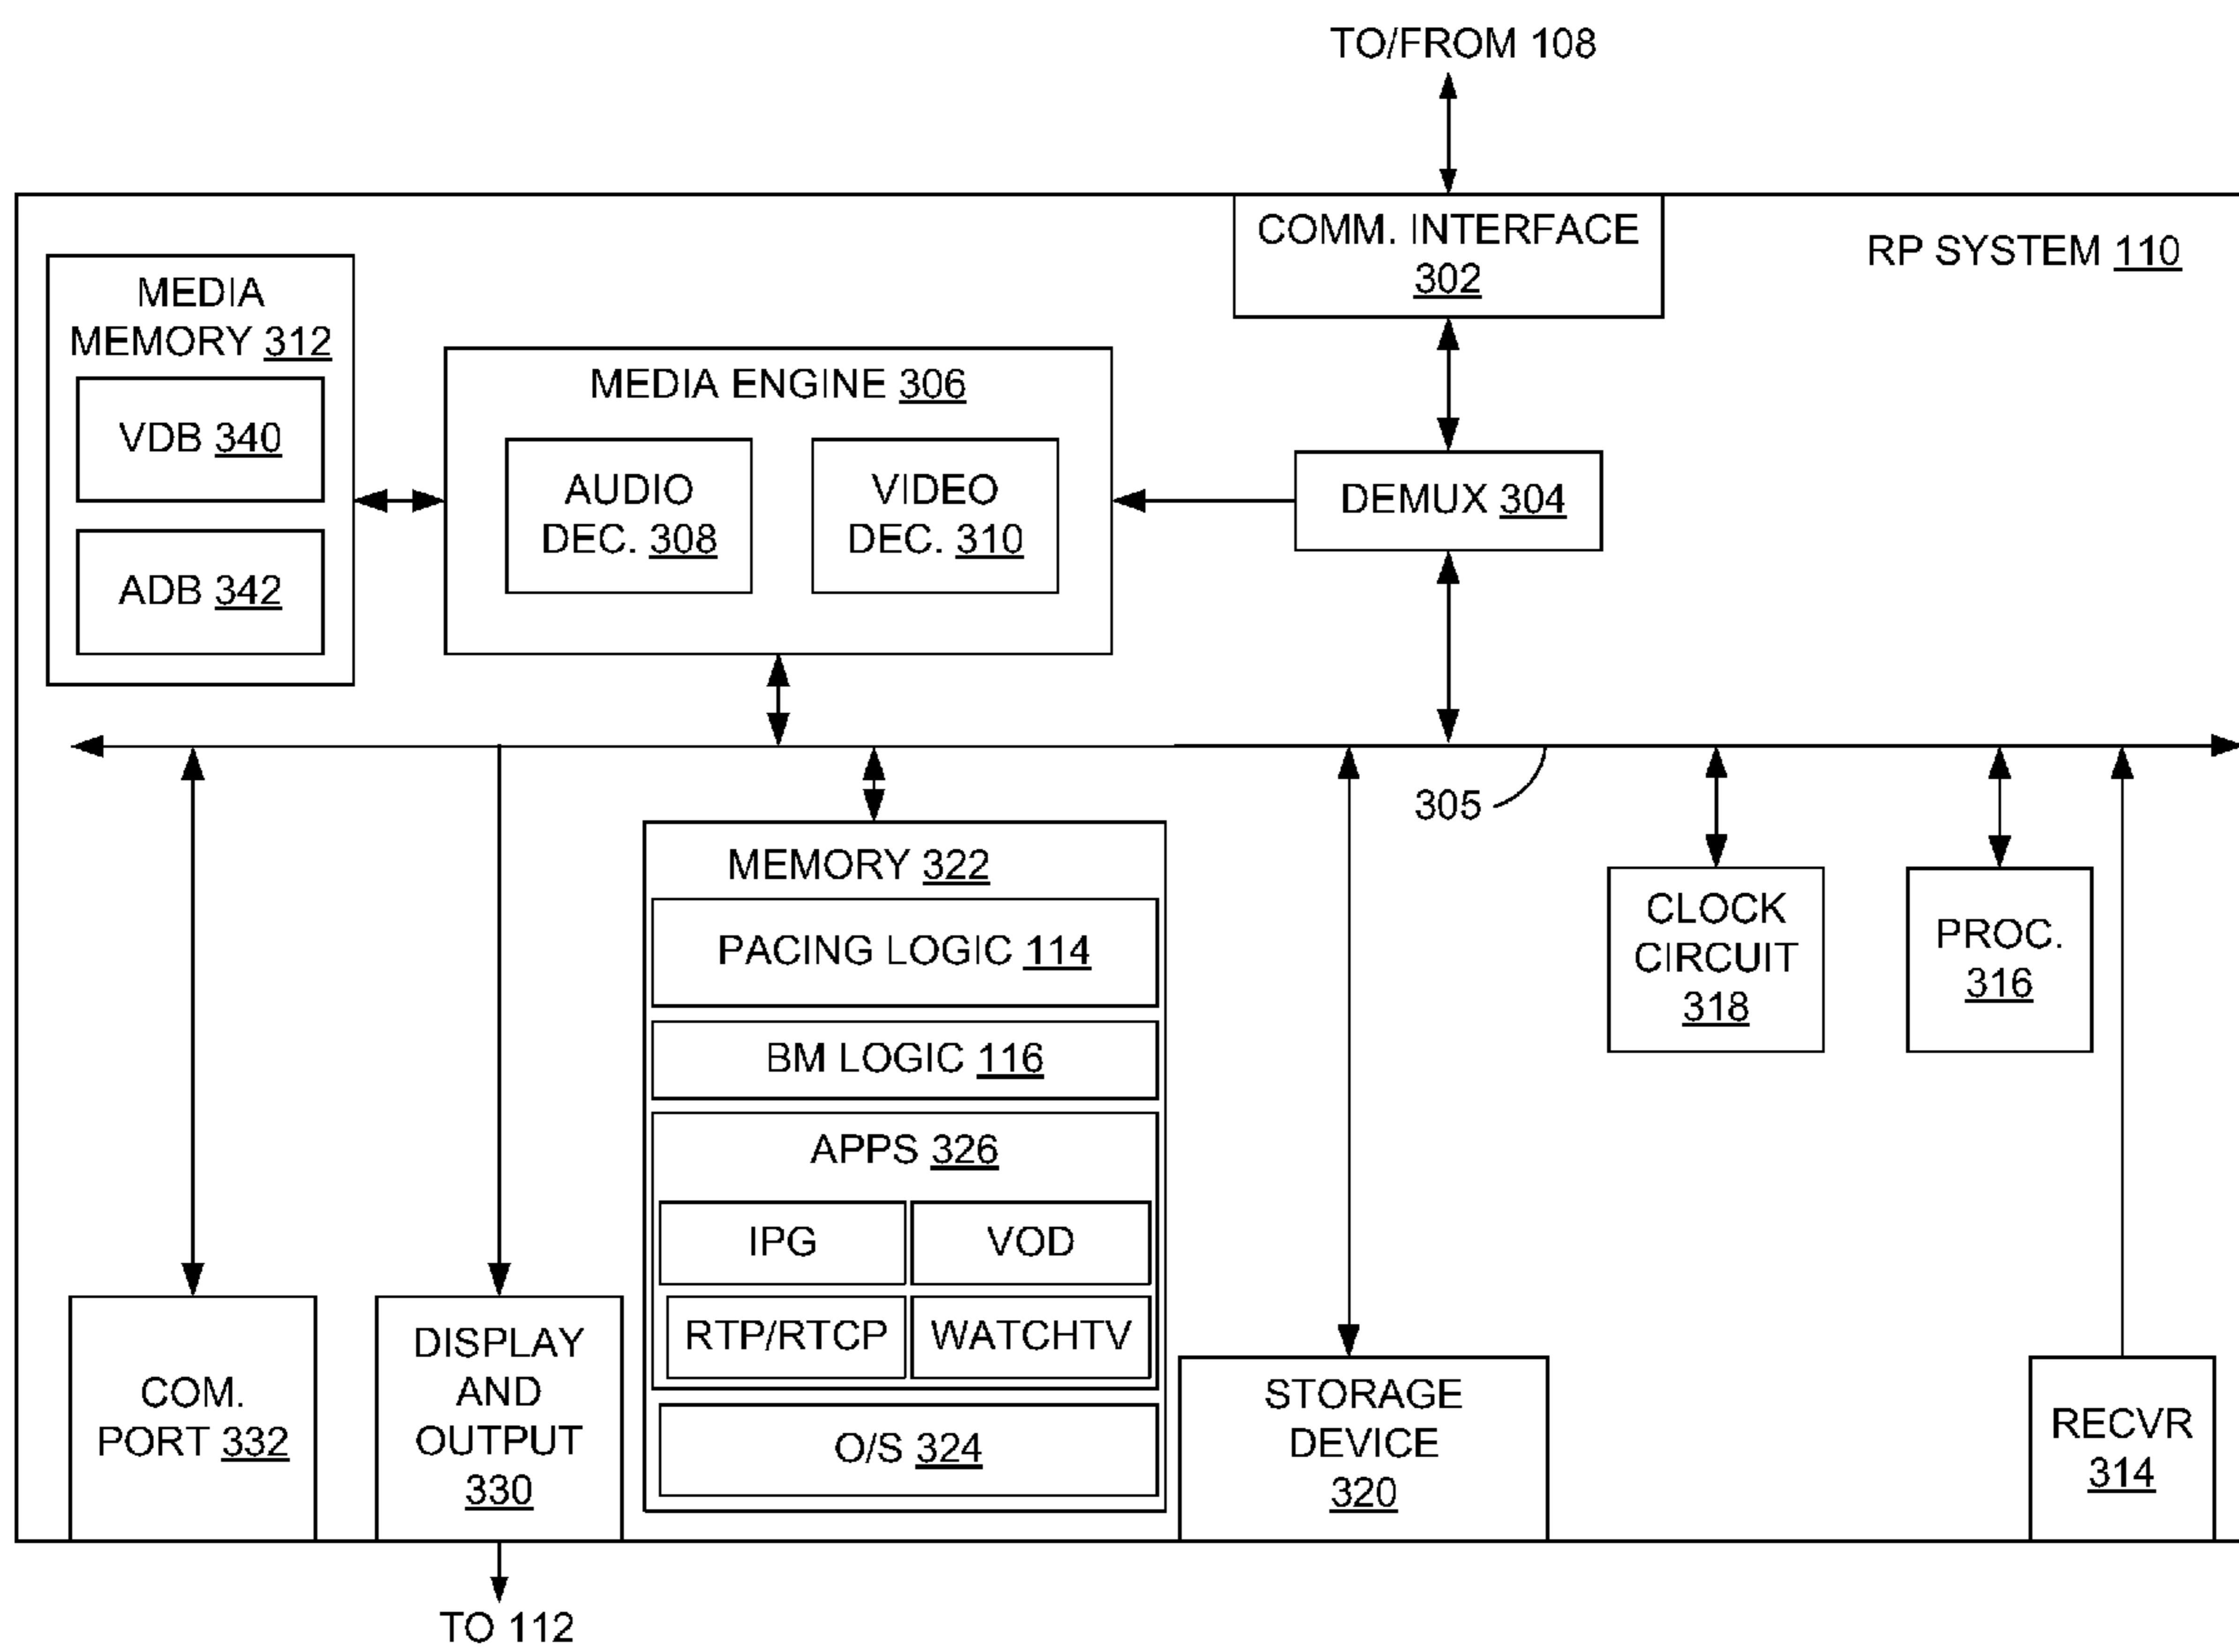 TO/FROM 108
COMM. INTERFACE
302
RP SYSTEM 110
MEDIA
MEMORY 312
VDB 340
ADB 342
MEDIA ENGINE 306
AUDIO
DEC. 308
VIDEO
DEC. 310
DEMUX 304
305
MEMORY 322
PACING LOGIC 114
BM LOGIC 116
APPS 326
IPG
VOD
RTP/RTCP
WATCHTV
O/S 324
CLOCK
CIRCUIT
318
PROC.
316
COM.
PORT 332
DISPLAY
AND
OUTPUT
330
STORAGE
DEVICE
320
RECVR
314
TO 112